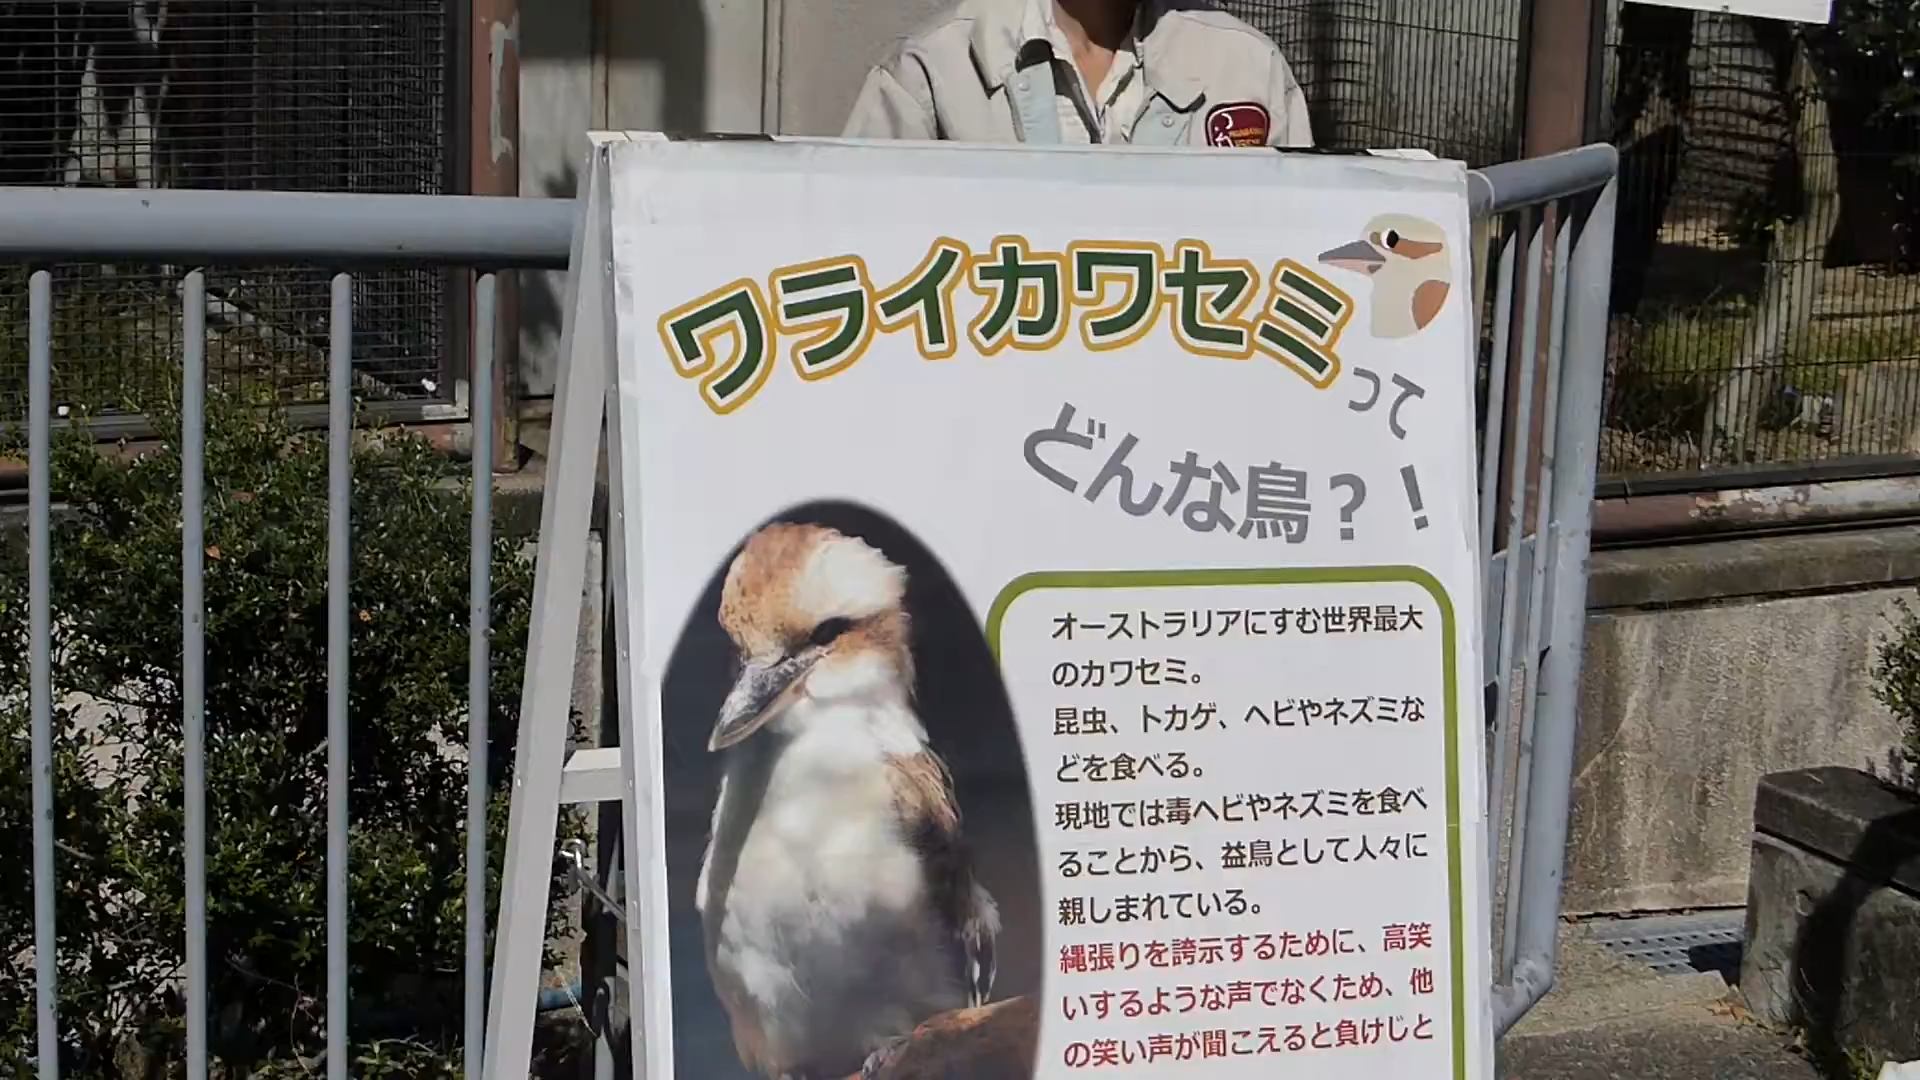 ワライカワセミって
どんな鳥？！
オーストラリアにすむ世界最大
のカワセミ。
昆虫、トカゲ、ヘビやネズミな
どを食べる。
現地では毒ヘビやネズミを食べ
ることから、益鳥として人々に
親しまれている。
縄張りを誇示するために、高笑
いするような声でなくため、他
の笑い声が聞こえると負けじと